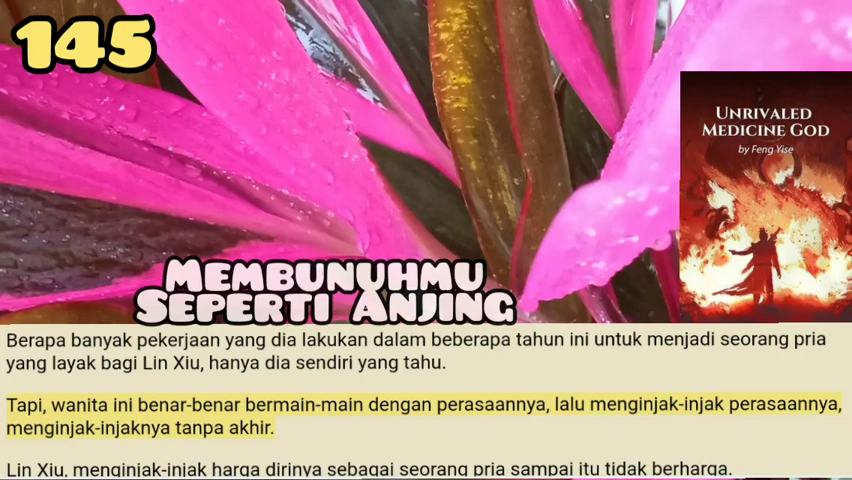 145
UNRIVALED
MEDICINE GOD
by Feng Yise
MEMBUNUHMU
SEPERTI ANJING
Berapa banyak pekerjaan yang dia lakukan dalam beberapa tahun ini untuk menjadi seorang pria
yang layak bagi Lin Xiu, hanya dia sendiri yang tahu.
Tapi, wanita ini benar-benar bermain-main dengan perasaannya, lalu menginjak-injak perasaannya,
menginjak-injaknya tanpa akhir.
Lin Xiu, menginjak-injak harga dirinya sebagai seorang pria sampai itu tidak berharga.